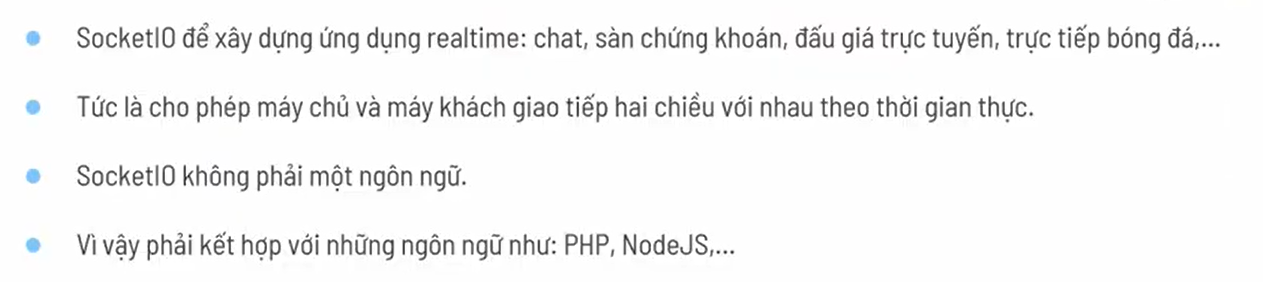 SocketIO để xây dựng ứng dụng realtime: chat, sàn chứng khoán, đấu giá trực tuyến, trực tiếp bóng đá,...
Tức là cho phép máy chủ và máy khách giao tiếp hai chiều với nhau theo thời gian thực.
SocketIO không phải một ngôn ngữ.
Vì vậy phải kết hợp với những ngôn ngữ như: PHP, NodeJS,...